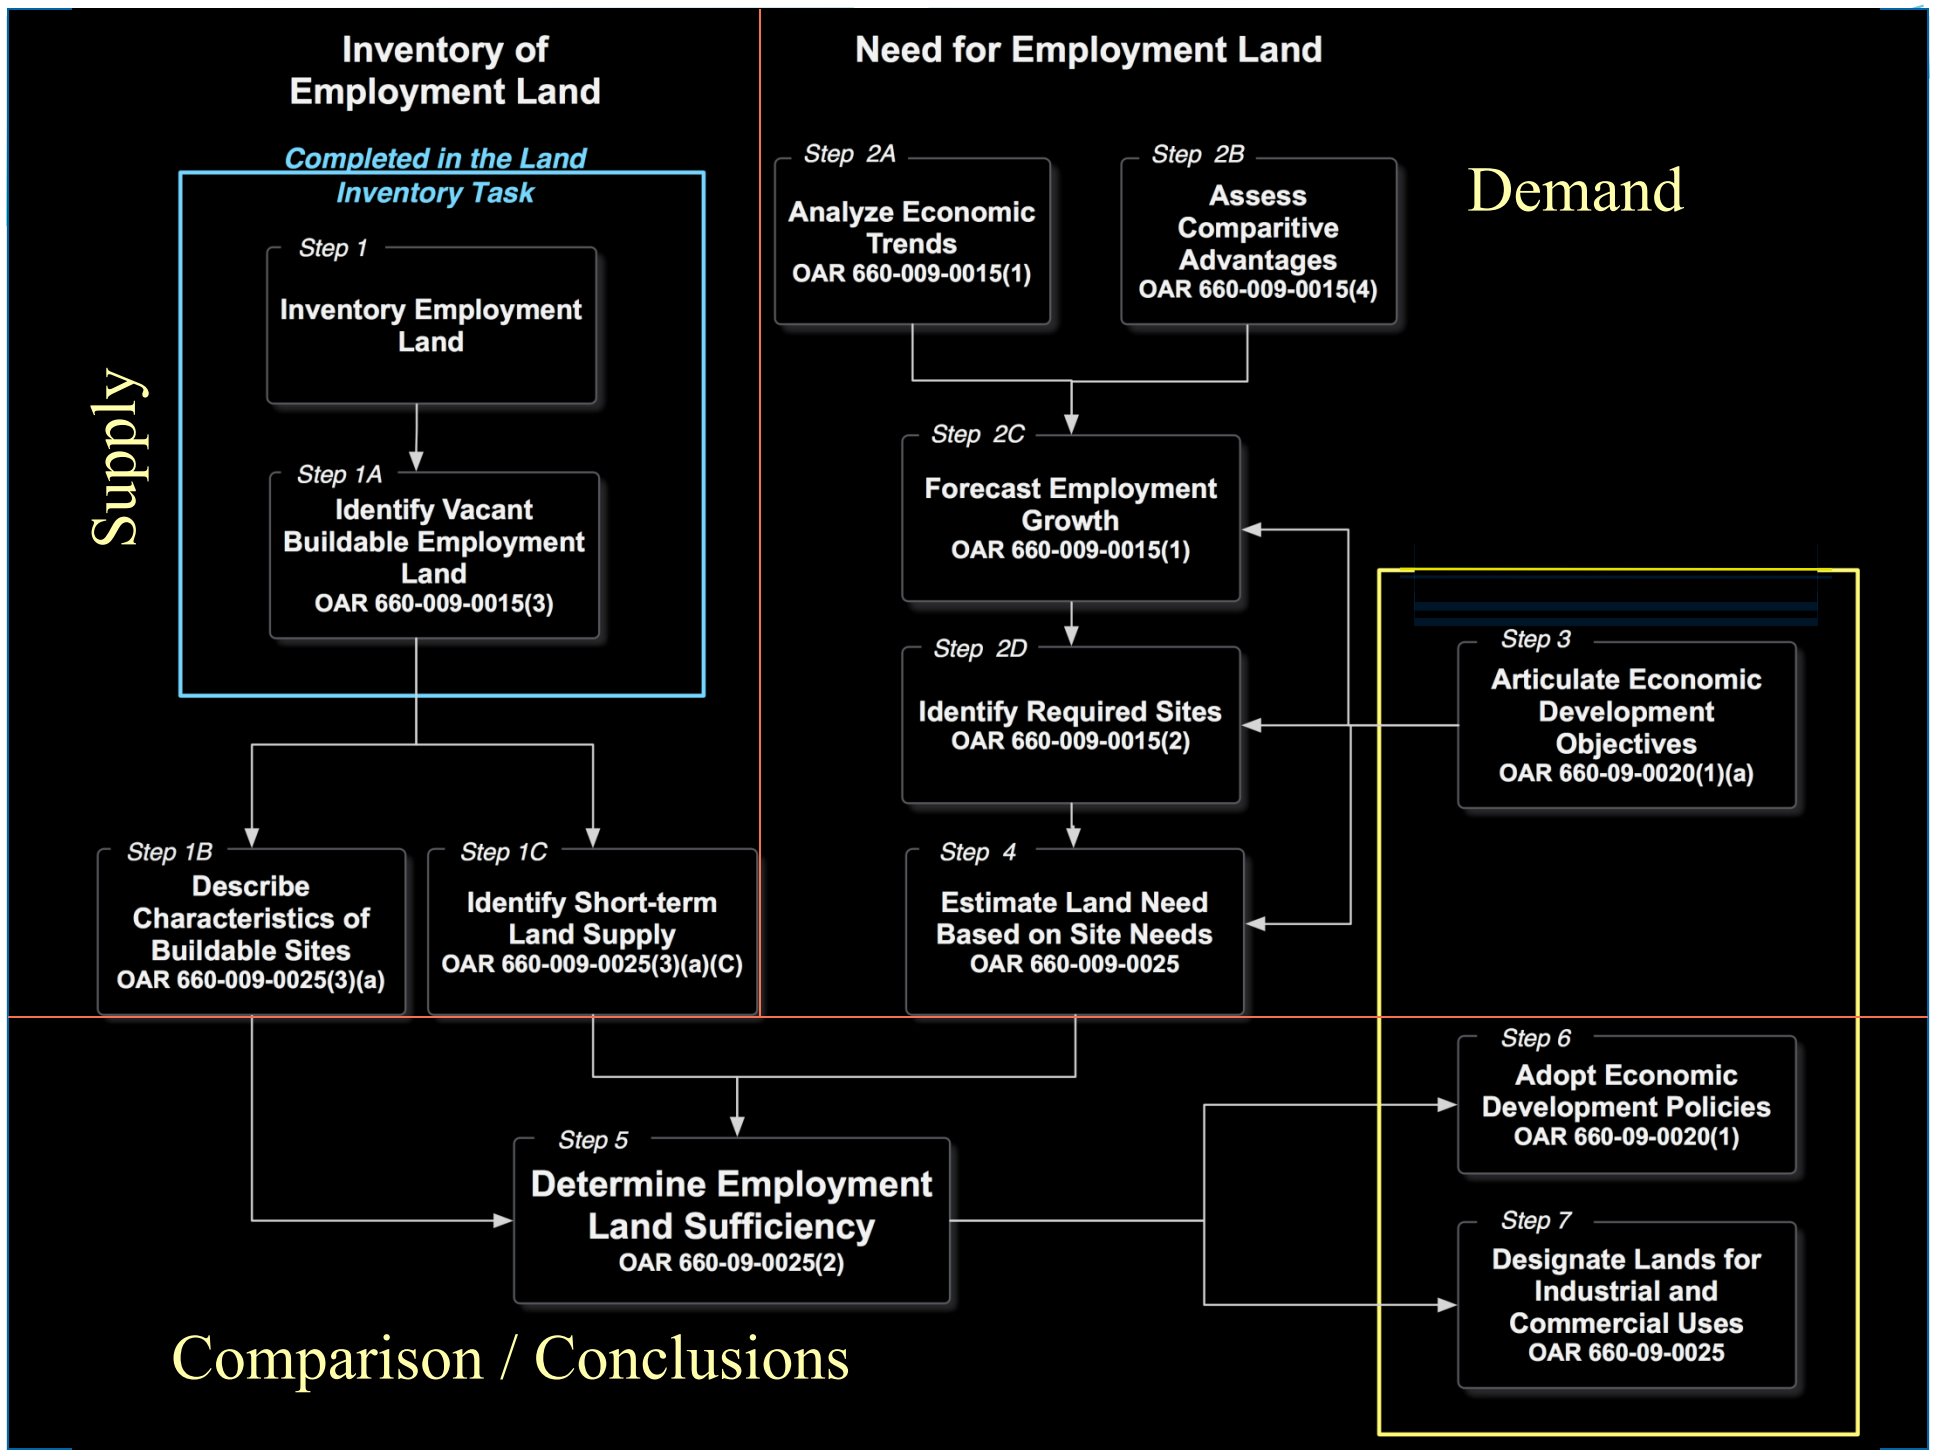 Inventory of
Employment Land
Completed in the Land
Inventory Task
Supply
Step 1
Inventory Employment
Land
Step 1A
Identify Vacant
Buildable Employment
Land
OAR 660-009-0015(3)
Step 1B
Describe
Characteristics of
Buildable Sites
OAR 660-009-0025(3)(a)
Step 1C
Identify Short-term
Land Supply
OAR 660-009-0025(3)(a)(C)
Need for Employment Land
Demand
Step 2A
Analyze Economic
Trends
OAR 660-009-0015(1)
Step 2B
Assess
Comparitive
Advantages
OAR 660-009-0015(4)
Step 2C
Forecast Employment
Growth
OAR 660-009-0015(1)
Step 2D
Identify Required Sites
OAR 660-009-0015(2)
Step 3
Articulate Economic
Development
Objectives
OAR 660-09-0020(1)(a)
Step 4
Estimate Land Need
Based on Site Needs
OAR 660-009-0025
Step 5
Determine Employment
Land Sufficiency
OAR 660-09-0025(2)
Step 6
Adopt Economic
Development Policies
OAR 660-09-0020(1)
Step 7
Designate Lands for
Industrial and
Commercial Uses
OAR 660-09-0025
Comparison / Conclusions